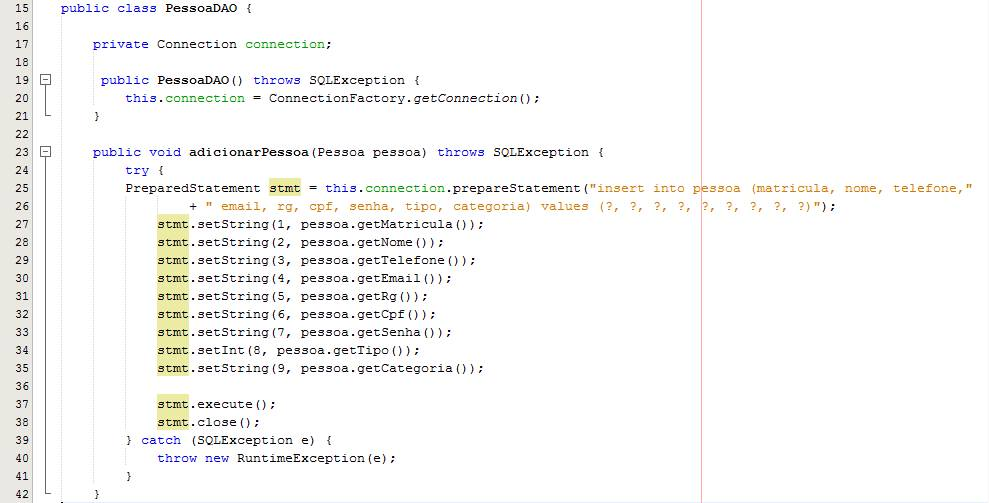 15 public class PessoaDAO {
16
17 private Connection connection;
18
19 public PessoaDAO() throws SQLException {
20 this.connection = ConnectionFactory.getConnection();
21 }
22
23 public void adicionarPessoa(Pessoa pessoa) throws SQLException {
24 try {
25 PreparedStatement stmt = this.connection.prepareStatement("insert into pessoa (matricula, nome, telefone,"
26 + " email, rg, cpf, senha, tipo, categoria) values (?, ?, ?, ?, ?, ?, ?, ?, ?)");
27 stmt.setString(1, pessoa.getMatricula());
28 stmt.setString(2, pessoa.getNome());
29 stmt.setString(3, pessoa.getTelefone());
30 stmt.setString(4, pessoa.getEmail());
31 stmt.setString(5, pessoa.getRg());
32 stmt.setString(6, pessoa.getCpf());
33 stmt.setString(7, pessoa.getSenha());
34 stmt.setInt(8, pessoa.getTipo());
35 stmt.setString(9, pessoa.getCategoria());
36
37 stmt.execute();
38 stmt.close();
39 } catch (SQLException e) {
40 throw new RuntimeException(e);
41 }
42 }